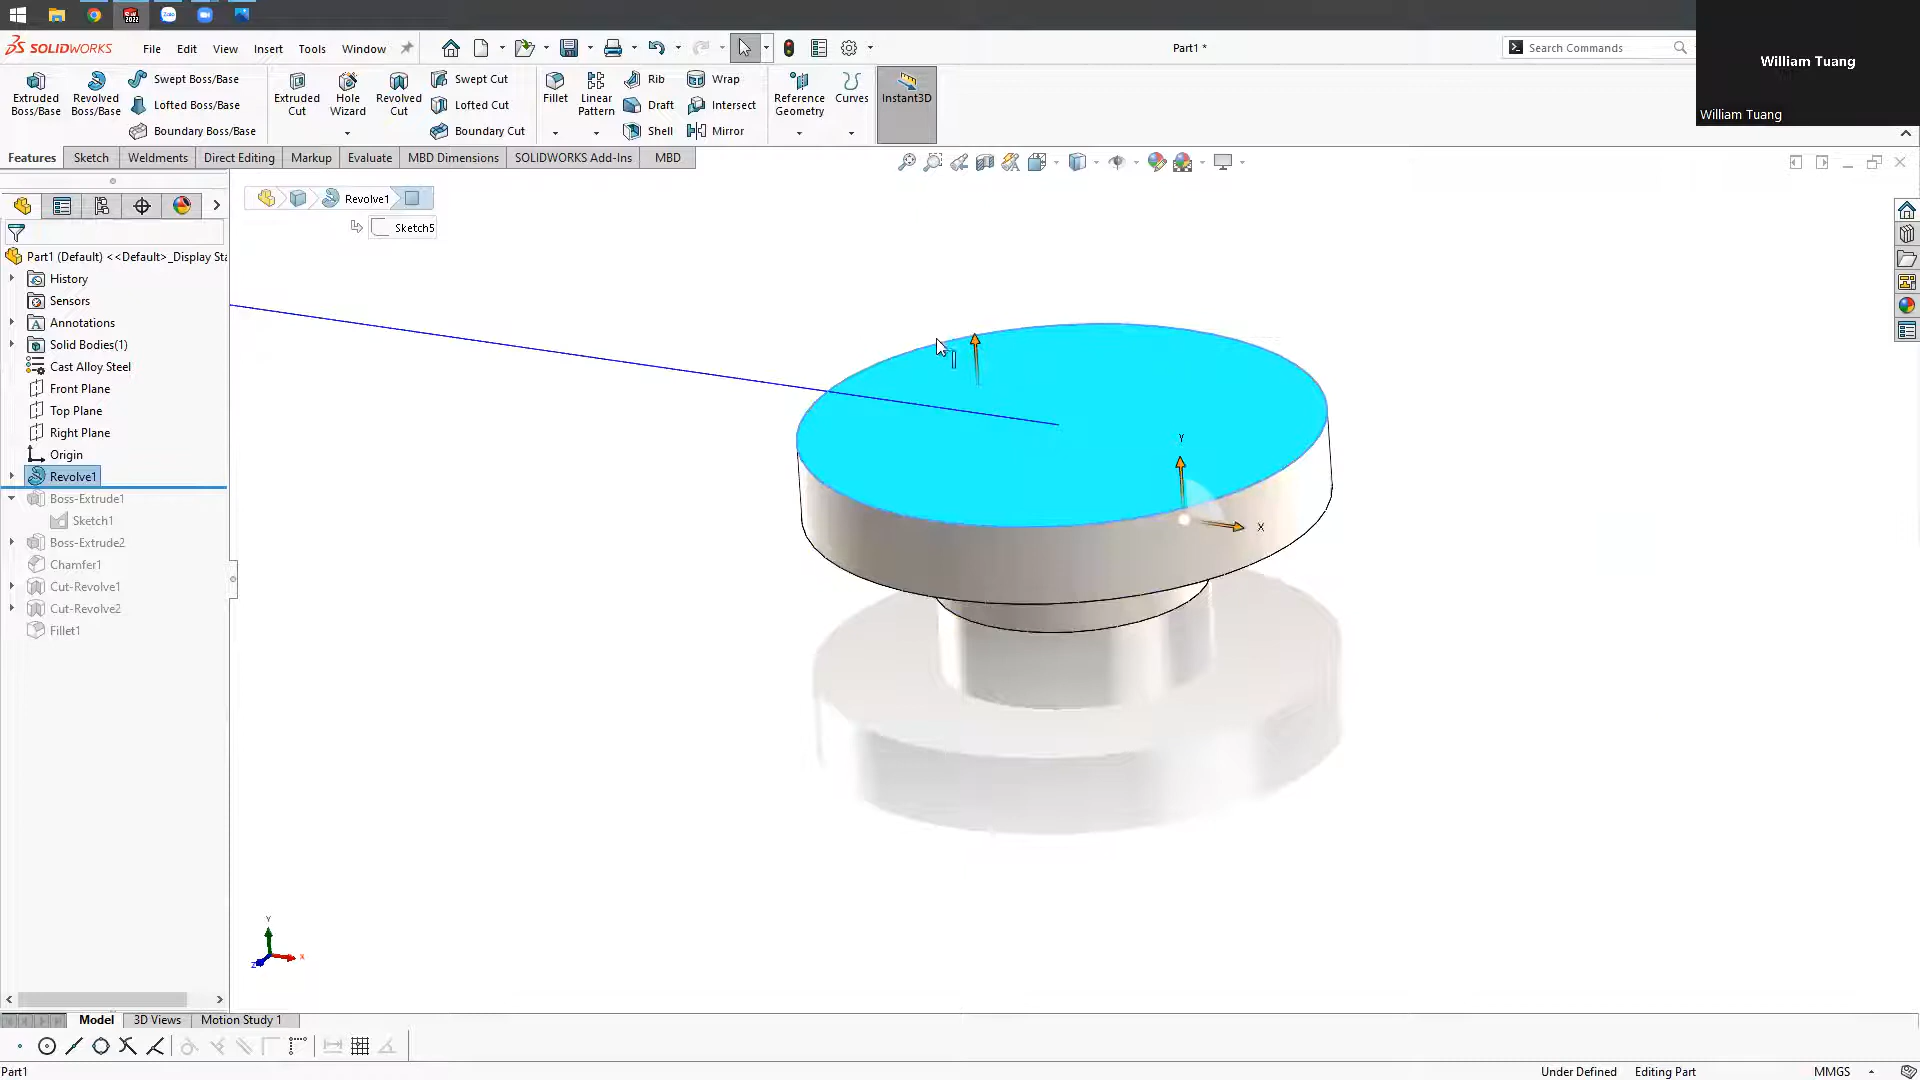 SOLIDWORKS File Edit View Insert Tools Window Part1 * Search Commands
William Tuang
William Tuang
Extruded Boss/Base
Revolved Boss/Base
Swept Boss/Base
Lofted Boss/Base
Boundary Boss/Base
Extruded Cut
Hole Wizard
Revolved Cut
Swept Cut
Lofted Cut
Boundary Cut
Fillet
Linear Pattern
Rib
Draft
Shell
Wrap
Intersect
Mirror
Reference Geometry
Curves
Instant3D
Features Sketch Weldments Direct Editing Markup Evaluate MBD Dimensions SOLIDWORKS Add-Ins MBD
Revolve1
Sketch5
Part1 (Default) <<Default>_Display Sta
History
Sensors
Annotations
Solid Bodies(1)
Cast Alloy Steel
Front Plane
Top Plane
Right Plane
Origin
Revolve1
Boss-Extrude1
Sketch1
Boss-Extrude2
Chamfer1
Cut-Revolve1
Cut-Revolve2
Fillet1
Y
X
Y
X
Z
Model 3D Views Motion Study 1
Part1 Under Defined Editing Part MMGS